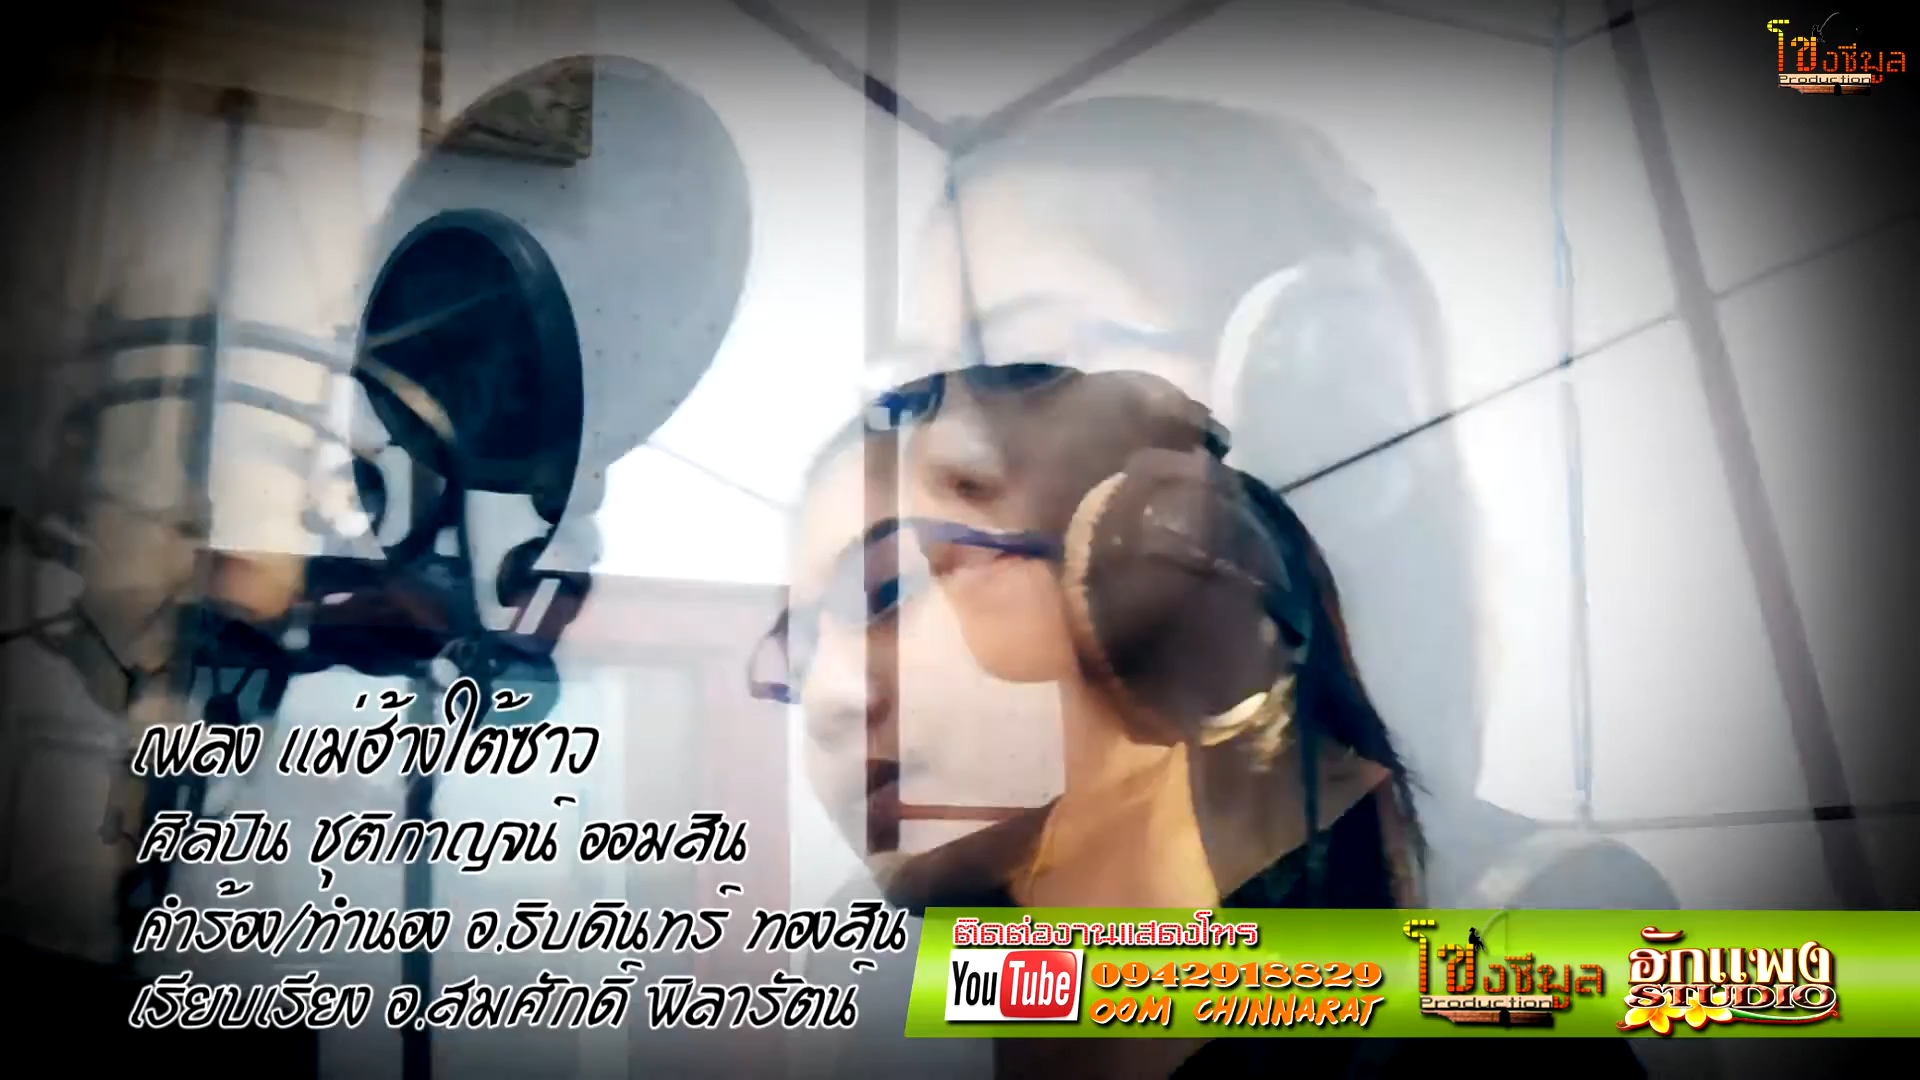 โขงชีมูล
Production
เพลง แม่ฮ้างใต้ซาว
ศิลปิน ชุติกาญจน์ ออมสิน
คำร้อง/ทำนอง อ.ธิบดินทร์ ทองสิน
เรียบเรียง อ.สมศักดิ์ พิลารัตน์
ติดต่องานแสดงโทร
YouTube 0942918829
OOM CHINNARAT
โขงชีมูล
Production
ฮักแพง
STUDIO